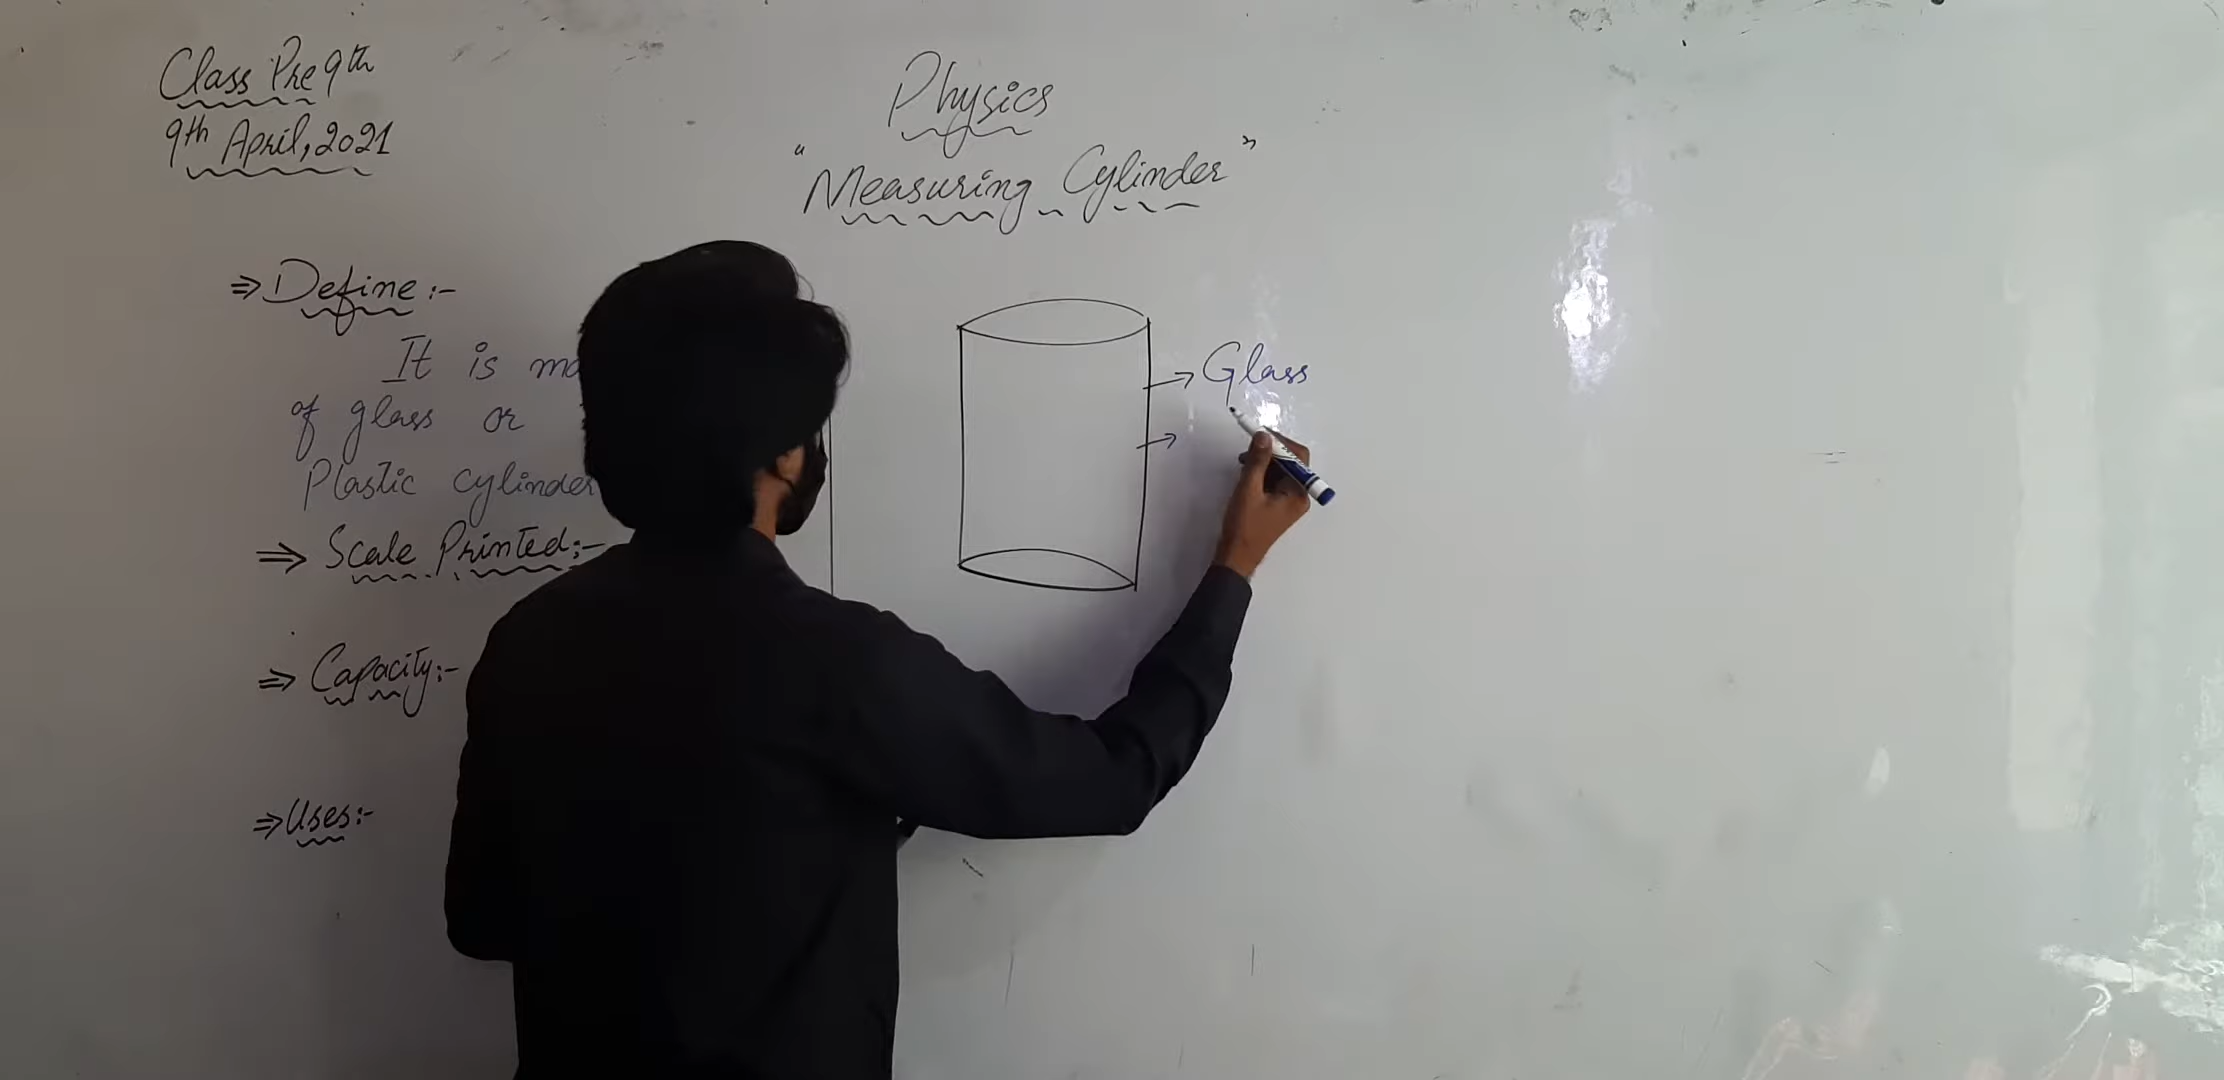 Class Pre 9th
9th April, 2021
Physics
"Measuring Cylinder"
⇒ Define:-
It is
of glass or
Plastic cylinder
⇒ Scale Printed:-
⇒ Capacity:-
⇒ Uses:-
→ Glass
→